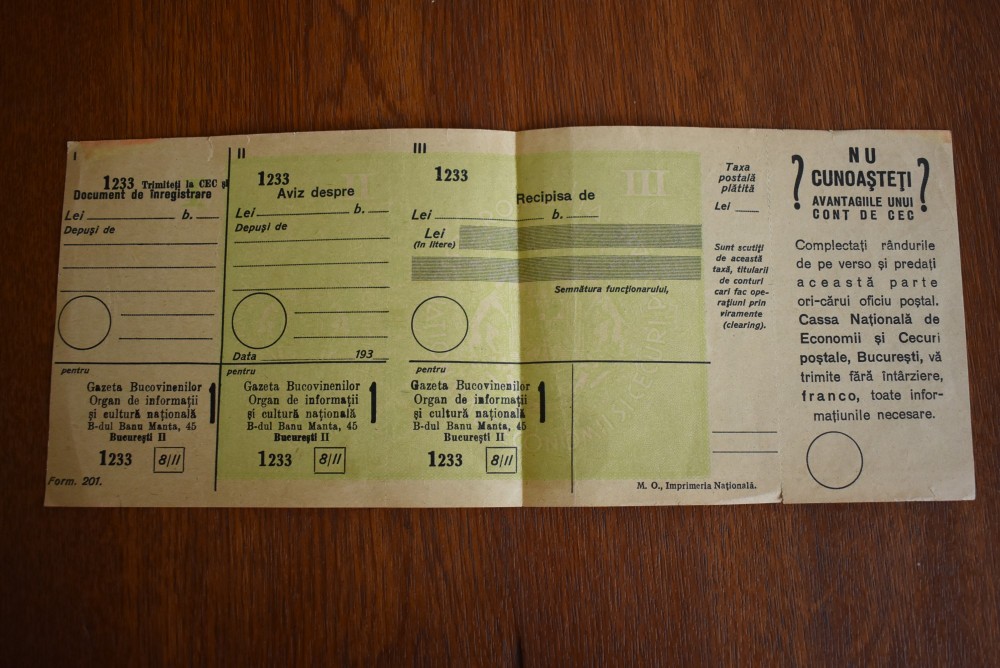 I
1233 Trimiteți la CEC și
Document de înregistrare
Lei b.
Depuși de
pentru
Gazeta Bucovinenilor
Organ de informații
și cultură națională
B-dul Banu Manta, 45
București II
1
1233 8/II
Form. 201.
II
1233
Aviz despre
Lei b.
Depuși de
Data 193
pentru
Gazeta Bucovinenilor
Organ de informații
și cultură națională
B-dul Banu Manta, 45
București II
1
1233 8/II
III
1233
Recipisa de
Lei b.
Lei
(în litere)
Semnătura funcționarului,
pentru
Gazeta Bucovinenilor
Organ de informații
și cultură națională
B-dul Banu Manta, 45
București II
1
1233 8/II
III
Taxa
postală
plătită
Lei
Sunt scutiți
de această
taxă, titularii
de conturi
cari fac ope-
rațiuni prin
viramente
(clearing).
M. O., Imprimeria Națională.
? NU ?
CUNOAȘTEȚI
AVANTAGIILE UNUI
CONT DE CEC
Complectați rândurile
de pe verso și predați
această parte
ori-cărui oficiu poștal.
Cassa Națională de
Economii și Cecuri
poștale, București, vă
trimite fără întârziere,
franco, toate infor-
mațiunile necesare.